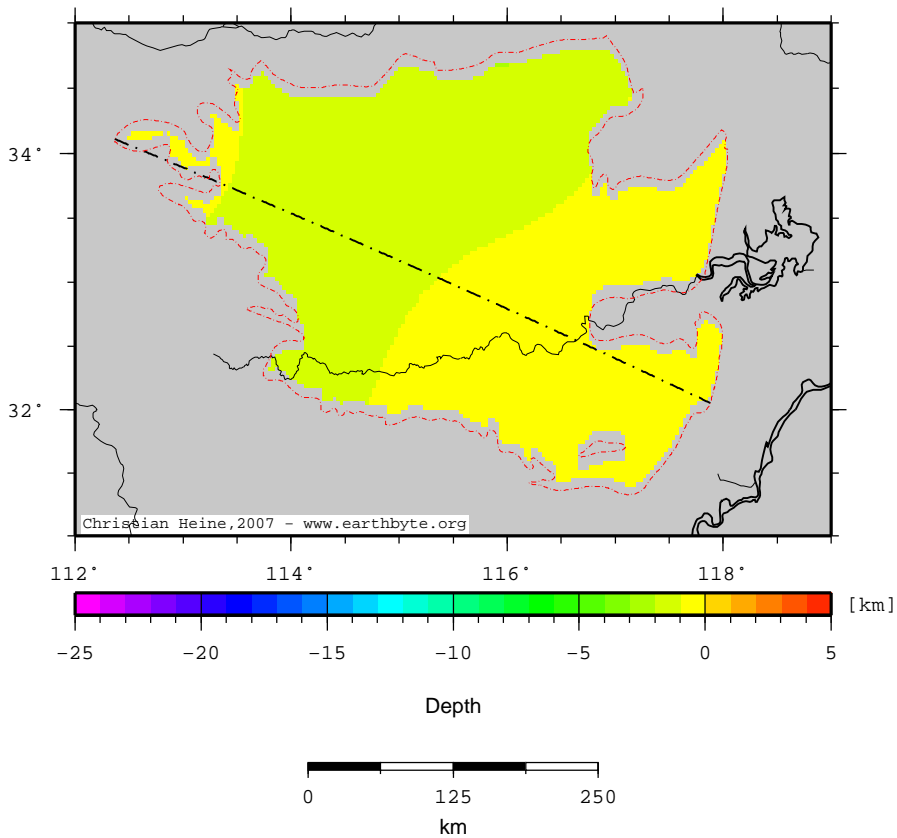 34°
32°
Christian Heine,2007 - www.earthbyte.org
112° 114° 116° 118°
[km]
-25 -20 -15 -10 -5 0 5
Depth
0 125 250
km